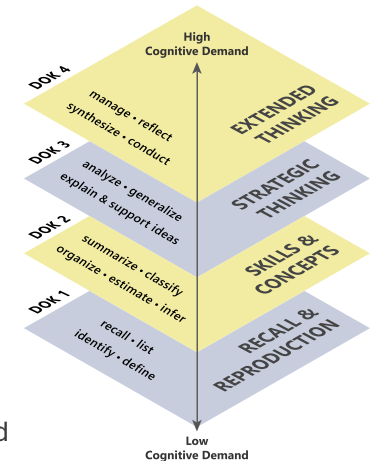 High
Cognitive Demand
DOK 4
manage • reflect
synthesize • conduct
EXTENDED
THINKING
DOK 3
analyze • generalize
explain & support ideas
STRATEGIC
THINKING
DOK 2
summarize • classify
organize • estimate • infer
SKILLS &
CONCEPTS
DOK 1
recall • list
identify • define
RECALL &
REPRODUCTION
Low
Cognitive Demand